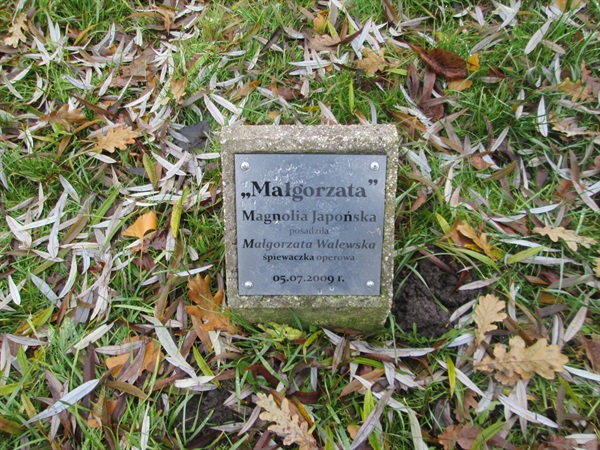 „Małgorzata”
Magnolia Japońska
posadziła
Małgorzata Walewska
śpiewaczka operowa
05.07.2009 r.